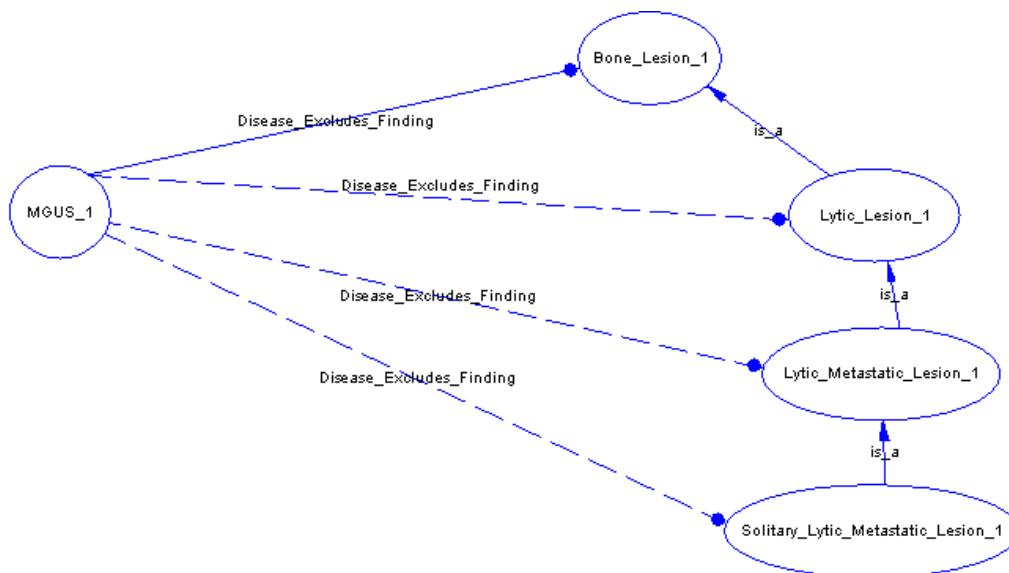 Bone_Lesion_1
Disease_Excludes_Finding
is_a
Disease_Excludes_Finding
MGUS_1
Lytic_Lesion_1
Disease_Excludes_Finding
is_a
Lytic_Metastatic_Lesion_1
Disease_Excludes_Finding
is_a
Solitary_Lytic_Metastatic_Lesion_1